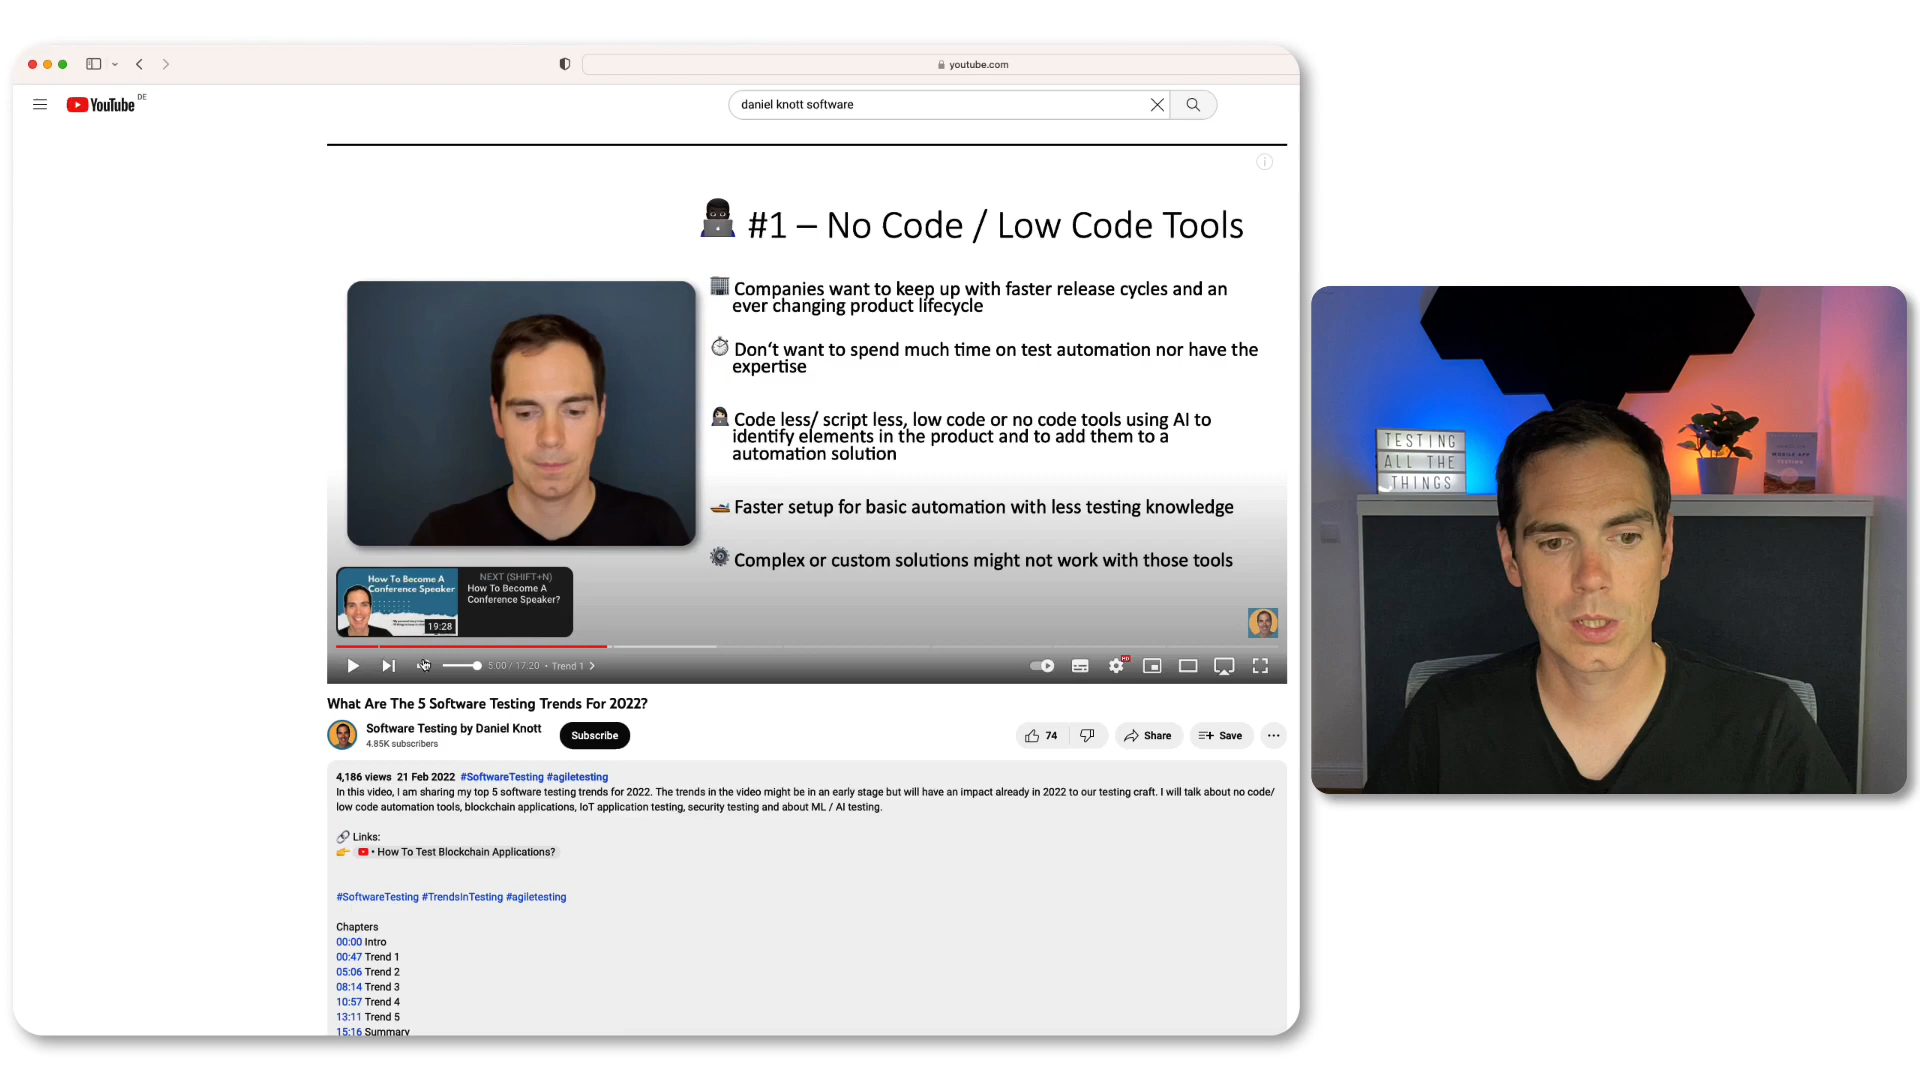 youtube.com
YouTube DE
daniel knott software
#1 – No Code / Low Code Tools
Companies want to keep up with faster release cycles and an
ever changing product lifecycle
Don't want to spend much time on test automation nor have the
expertise
Code less/ script less, low code or no code tools using AI to
identify elements in the product and to add them to a
automation solution
Faster setup for basic automation with less testing knowledge
Complex or custom solutions might not work with those tools
How To Become A
Conference Speaker
19:28
NEXT (SHIFT+N)
How To Become A
Conference Speaker?
5:00 / 17:20 • Trend 1
HD
What Are The 5 Software Testing Trends For 2022?
Software Testing by Daniel Knott
4.85K subscribers
Subscribe
74
Share
Save
4,186 views 21 Feb 2022 #SoftwareTesting #agiletesting
In this video, I am sharing my top 5 software testing trends for 2022. The trends in the video might be in an early stage but will have an impact already in 2022 to our testing craft. I will talk about no code/
low code automation tools, blockchain applications, IoT application testing, security testing and about ML / AI testing.
Links:
• How To Test Blockchain Applications?
#SoftwareTesting #TrendsInTesting #agiletesting
Chapters
00:00 Intro
00:47 Trend 1
05:06 Trend 2
08:14 Trend 3
10:57 Trend 4
13:11 Trend 5
15:16 Summary
TESTING
ALL THE
THINGS
MOBILE APP
TESTING